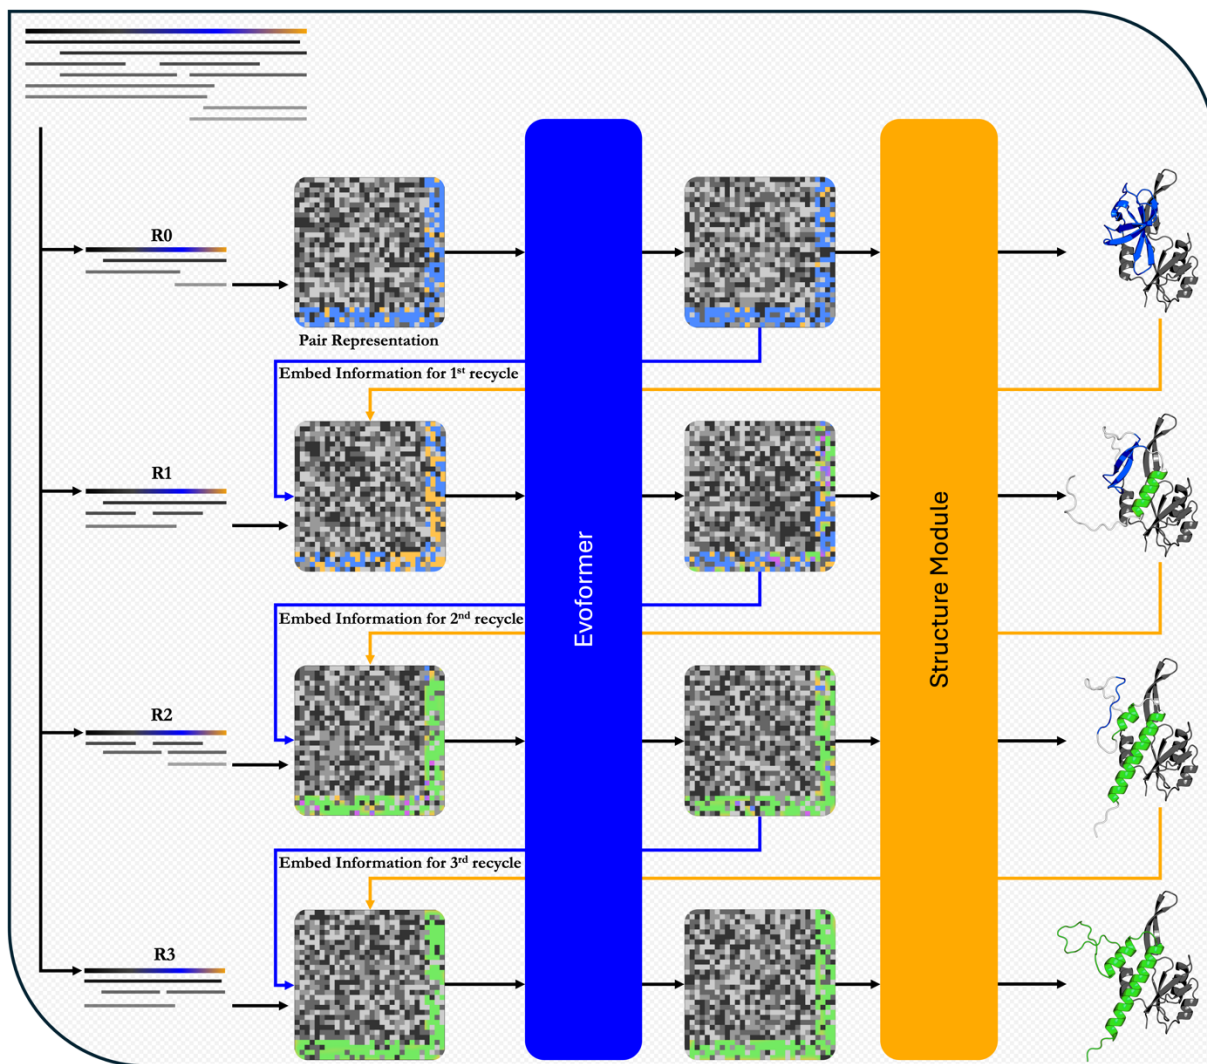 R0
Pair Representation
Embed Information for 1st recycle
R1
Embed Information for 2nd recycle
R2
Embed Information for 3rd recycle
R3
Evoformer
Structure Module